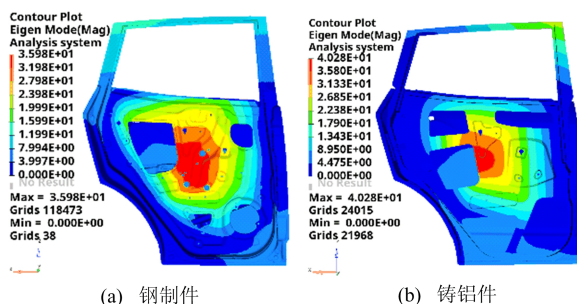 Contour Plot
Eigen Mode(Mag)
Analysis system
3.598E+01
3.198E+01
2.798E+01
2.398E+01
1.999E+01
1.599E+01
1.199E+01
7.994E+00
3.997E+00
0.000E+00
No Result
Max = 3.598E+01
Grids 118473
Min = 0.000E+00
Grids 38
(a) 钢制件
Contour Plot
Eigen Mode(Mag)
Analysis system
4.028E+01
3.580E+01
3.133E+01
2.685E+01
2.238E+01
1.790E+01
1.343E+01
8.950E+00
4.475E+00
0.000E+00
No Result
Max = 4.028E+01
Grids 24015
Min = 0.000E+00
Grids 21968
(b) 铸铝件